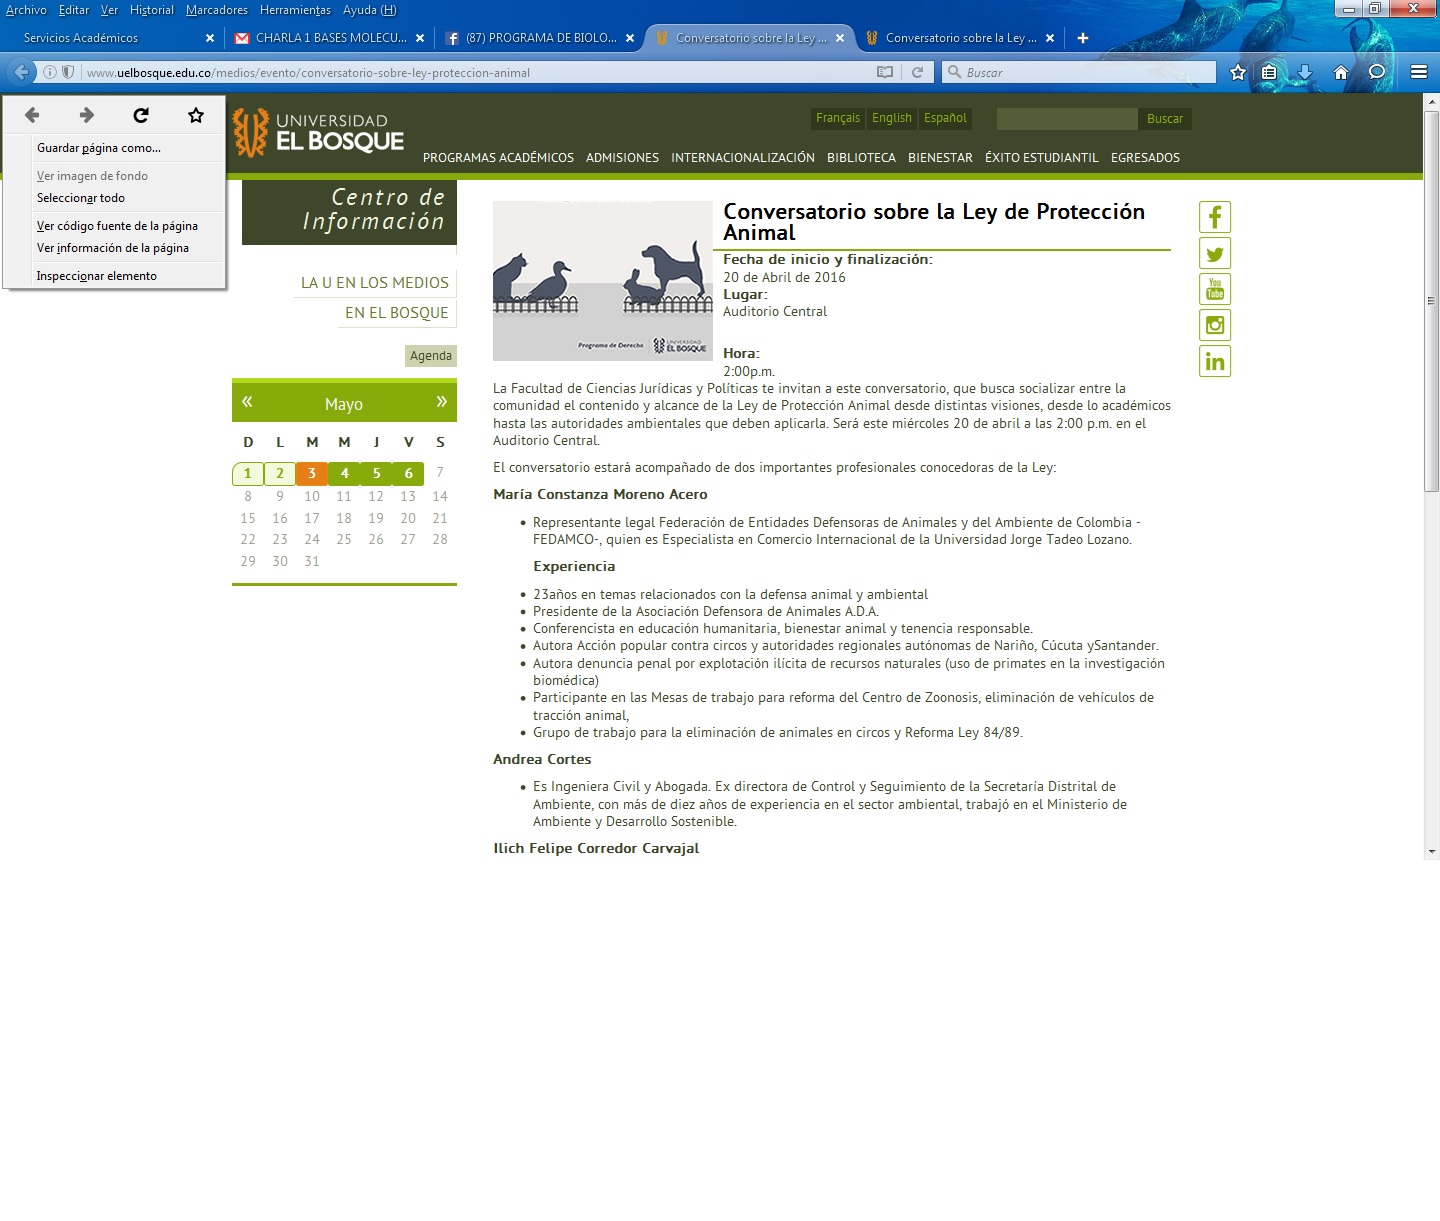 Archivo Editar Ver Historial Marcadores Herramientas Ayuda (H)
Servicios Académicos
CHARLA 1 BASES MOLECU...
(87) PROGRAMA DE BIOLO...
Conversatorio sobre la Ley ...
Conversatorio sobre la Ley ...
www.uelbosque.edu.co/medios/evento/conversatorio-sobre-ley-proteccion-animal
Buscar
Guardar página como...
Ver imagen de fondo
Seleccionar todo
Ver código fuente de la página
Ver información de la página
Inspeccionar elemento
UNIVERSIDAD
EL BOSQUE
Français English Español
Buscar
PROGRAMAS ACADÉMICOS ADMISIONES INTERNACIONALIZACIÓN BIBLIOTECA BIENESTAR ÉXITO ESTUDIANTIL EGRESADOS
Centro de
Información
LA U EN LOS MEDIOS
EN EL BOSQUE
Agenda
« Mayo »
D L M M J V S
1 2 3 4 5 6 7
8 9 10 11 12 13 14
15 16 17 18 19 20 21
22 23 24 25 26 27 28
29 30 31
Programa de Derecho
UNIVERSIDAD
EL BOSQUE
Conversatorio sobre la Ley de Protección
Animal
Fecha de inicio y finalización:
20 de Abril de 2016
Lugar:
Auditorio Central
Hora:
2:00p.m.
La Facultad de Ciencias Jurídicas y Políticas te invitan a este conversatorio, que busca socializar entre la
comunidad el contenido y alcance de la Ley de Protección Animal desde distintas visiones, desde lo académicos
hasta las autoridades ambientales que deben aplicarla. Será este miércoles 20 de abril a las 2:00 p.m. en el
Auditorio Central.
El conversatorio estará acompañado de dos importantes profesionales conocedoras de la Ley:
María Constanza Moreno Acero
• Representante legal Federación de Entidades Defensoras de Animales y del Ambiente de Colombia -
FEDAMCO-, quien es Especialista en Comercio Internacional de la Universidad Jorge Tadeo Lozano.
Experiencia
• 23años en temas relacionados con la defensa animal y ambiental
• Presidente de la Asociación Defensora de Animales A.D.A.
• Conferencista en educación humanitaria, bienestar animal y tenencia responsable.
• Autora Acción popular contra circos y autoridades regionales autónomas de Nariño, Cúcuta ySantander.
• Autora denuncia penal por explotación ilícita de recursos naturales (uso de primates en la investigación
biomédica)
• Participante en las Mesas de trabajo para reforma del Centro de Zoonosis, eliminación de vehículos de
tracción animal,
• Grupo de trabajo para la eliminación de animales en circos y Reforma Ley 84/89.
Andrea Cortes
• Es Ingeniera Civil y Abogada. Ex directora de Control y Seguimiento de la Secretaría Distrital de
Ambiente, con más de diez años de experiencia en el sector ambiental, trabajó en el Ministerio de
Ambiente y Desarrollo Sostenible.
Ilich Felipe Corredor Carvajal
You
Tube